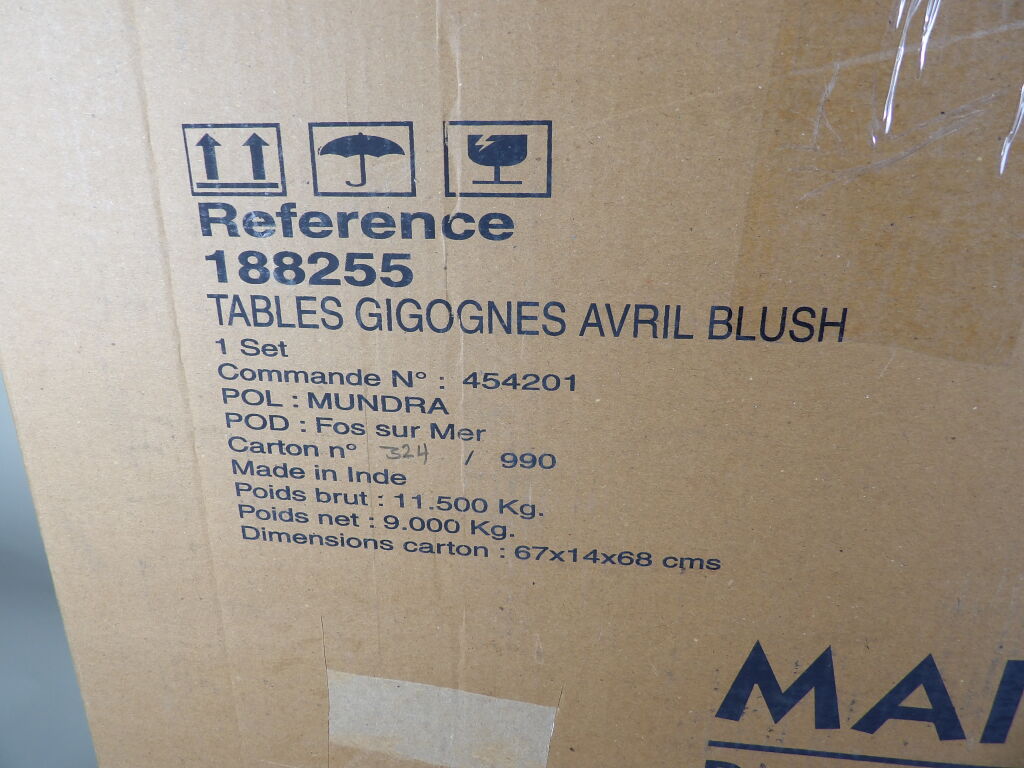 Reference
188255
TABLES GIGOGNES AVRIL BLUSH
1 Set
Commande N° : 454201
POL : MUNDRA
POD : Fos sur Mer
Carton n° 324 / 990
Made in Inde
Poids brut : 11.500 Kg.
Poids net : 9.000 Kg.
Dimensions carton : 67x14x68 cms